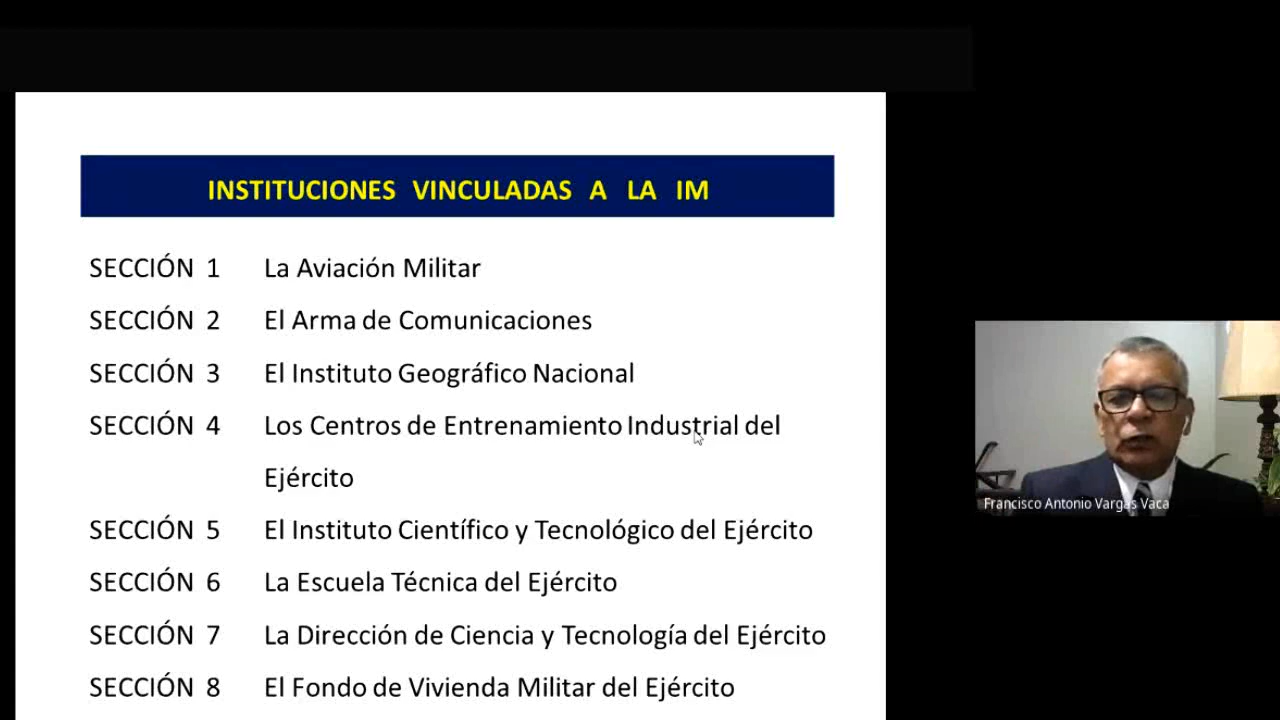 INSTITUCIONES VINCULADAS A LA IM
SECCIÓN 1 La Aviación Militar
SECCIÓN 2 El Arma de Comunicaciones
SECCIÓN 3 El Instituto Geográfico Nacional
SECCIÓN 4 Los Centros de Entrenamiento Industrial del
Ejército
SECCIÓN 5 El Instituto Científico y Tecnológico del Ejército
SECCIÓN 6 La Escuela Técnica del Ejército
SECCIÓN 7 La Dirección de Ciencia y Tecnología del Ejército
SECCIÓN 8 El Fondo de Vivienda Militar del Ejército
Francisco Antonio Vargas Vaca